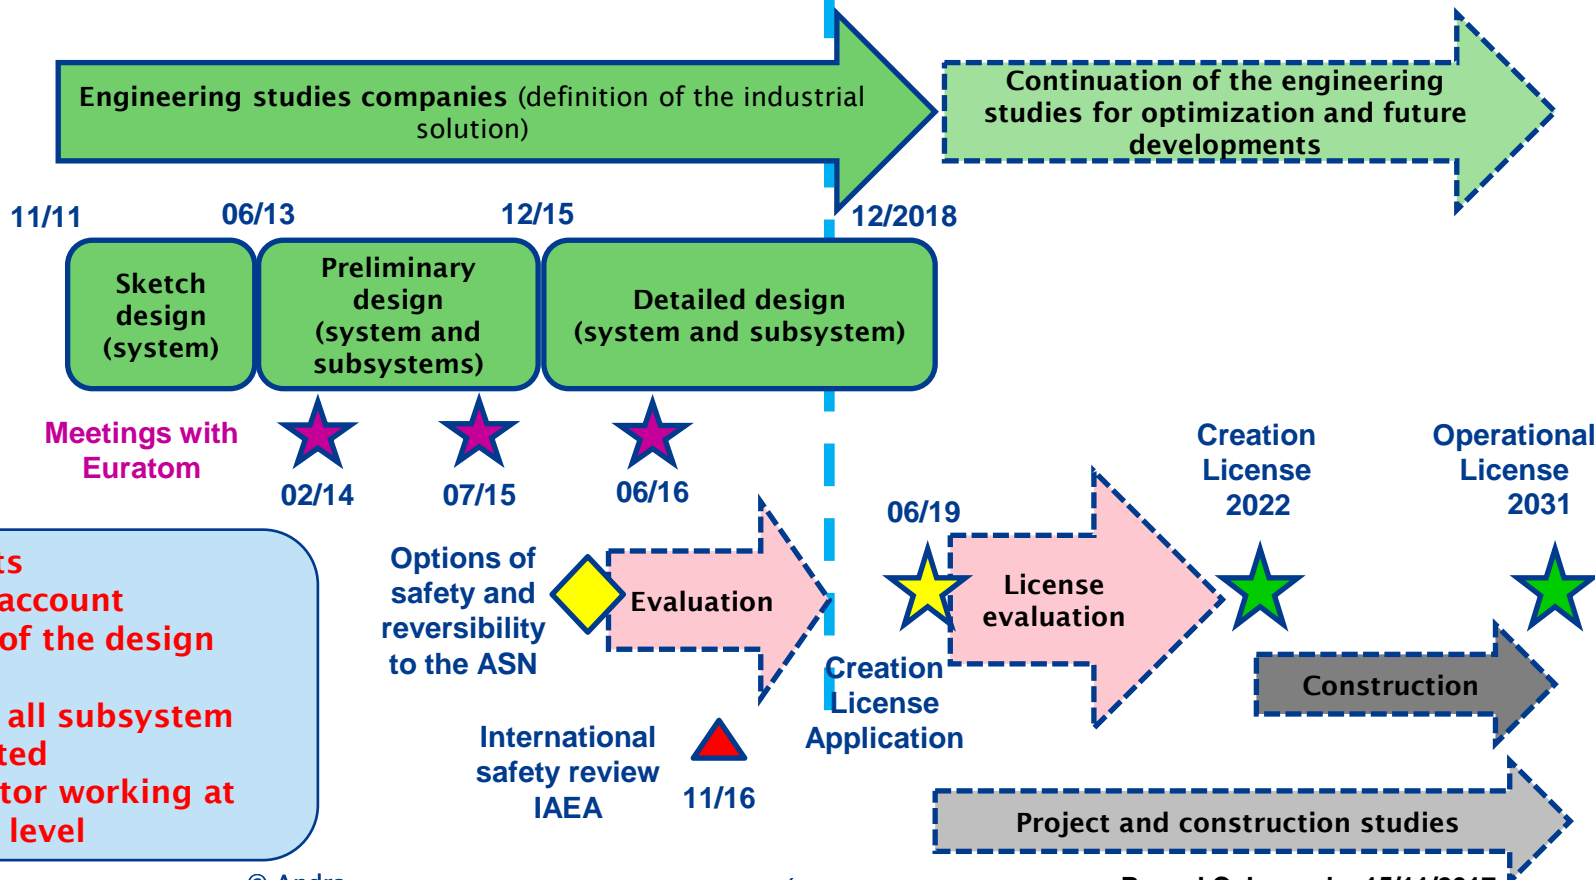 Engineering studies companies (definition of the industrial
solution)
Continuation of the engineering
studies for optimization and future
developments
11/11
06/13
12/15
12/2018
Sketch
design
(system)
Preliminary
design
(system and
subsystems)
Detailed design
(system and subsystem)
Meetings with
Euratom
02/14
07/15
06/16
Creation
License
2022
Operational
License
2031
account
of the design
all subsystem
tor working at
level
Options of
safety and
reversibility
to the ASN
Evaluation
06/19
License
evaluation
Creation
License
Application
Construction
International
safety review
IAEA
11/16
Project and construction studies